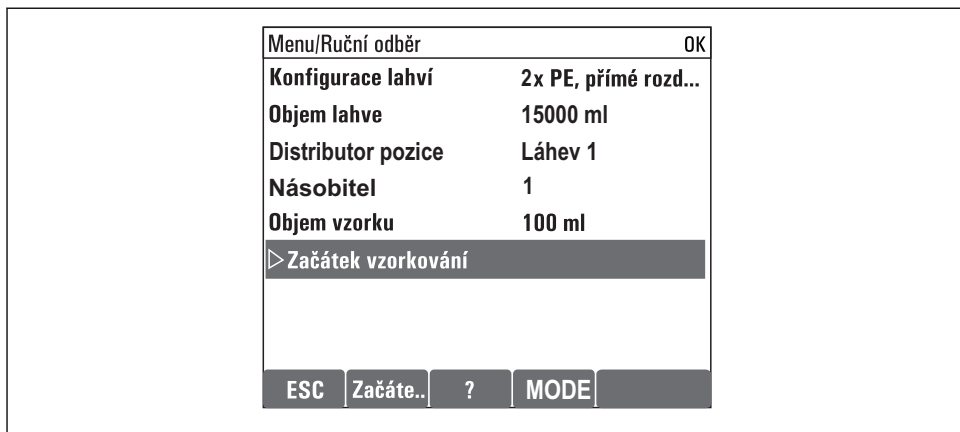 Menu/Ruční odběr OK
Konfigurace lahví 2x PE, přímé rozd...
Objem lahve 15000 ml
Distributor pozice Láhev 1
Násobitel 1
Objem vzorku 100 ml
▷Začátek vzorkování
ESC Začáte.. ? MODE